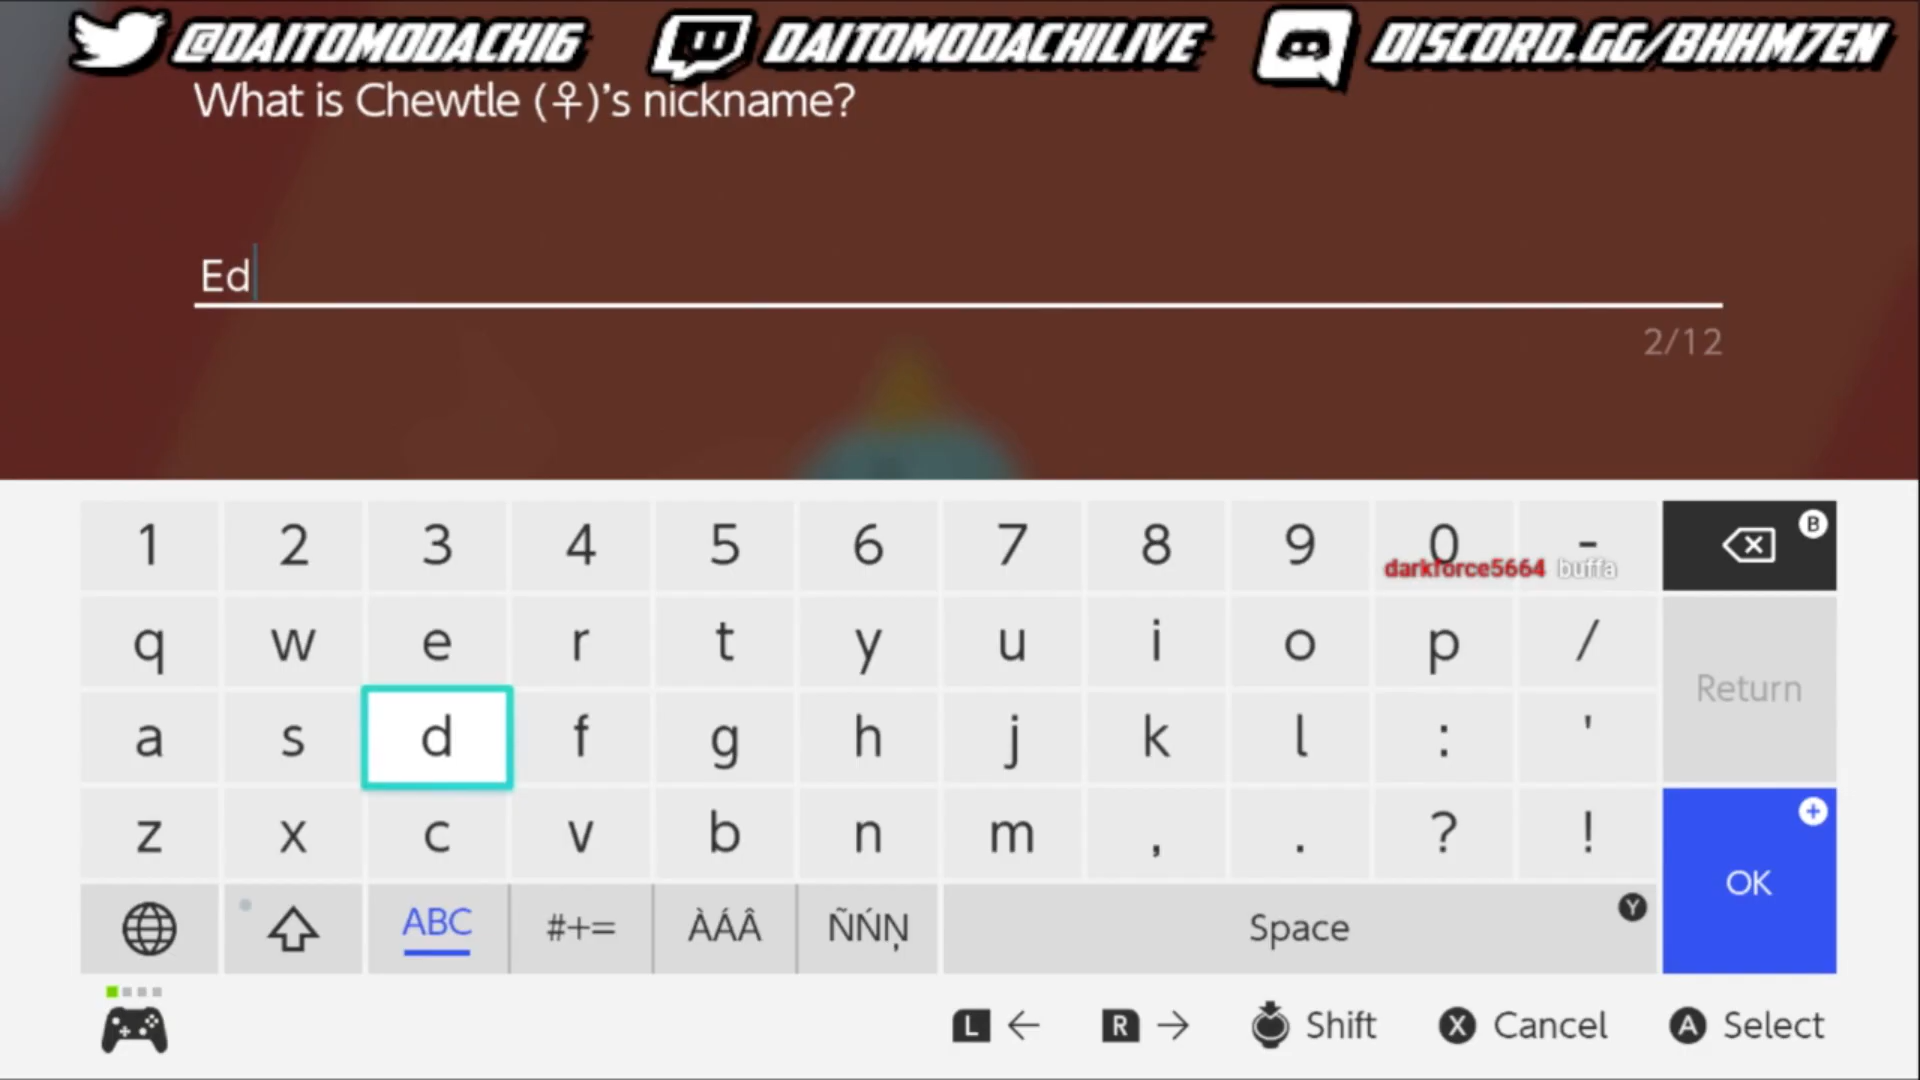 @DAITOMODACHI6 DAITOMODACHILIVE DISCORD.GG/BHHM7EN
What is Chewtle (♀)'s nickname?
Ed
2/12
1 2 3 4 5 6 7 8 9 0 - B
darkforce5664 buffa
q w e r t y u i o p / Return
a s d f g h j k l : '
z x c v b n m , . ? ! + OK
ABC #+= ÀÁÂ ÑŃŅ Space Y
L ← R → Shift X Cancel A Select